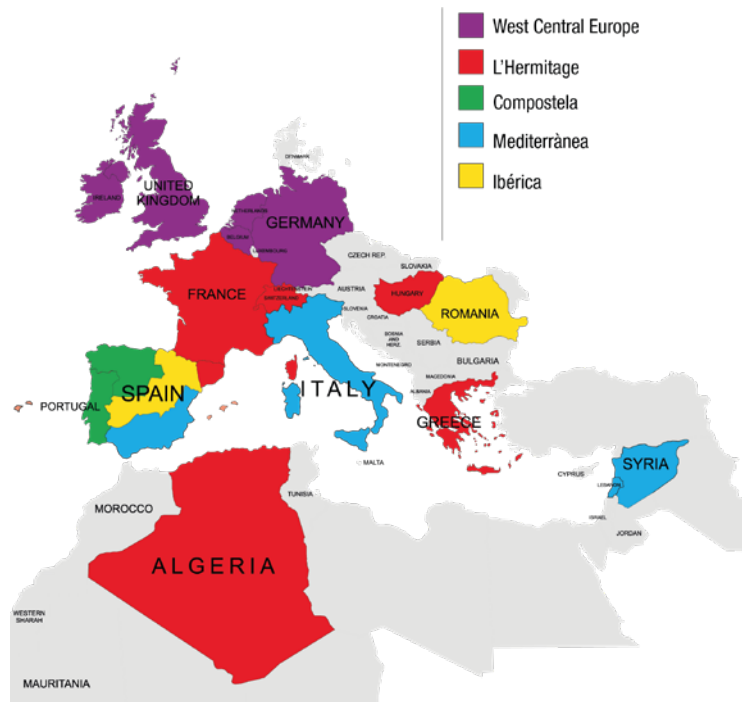 West Central Europe
L'Hermitage
Compostela
Mediterrànea
Ibérica
DENMARK
UNITED
KINGDOM
IRELAND
NETHERLANDS
GERMANY
BELGIUM
LUXEMBOURG
CZECH REP.
SLOVAKIA
FRANCE
LIECHTENSTEIN
SWITZERLAND
AUSTRIA
HUNGARY
SLOVENIA
CROATIA
ROMANIA
BOSNIA
AND
HERZ.
SERBIA
MONTENEGRO
BULGARIA
MACEDONIA
ALBANIA
PORTUGAL
SPAIN
ITALY
GREECE
MALTA
CYPRUS
SYRIA
LEBANON
ISRAEL
JORDAN
MOROCCO
TUNISIA
ALGERIA
WESTERN
SHARAH
MAURITANIA